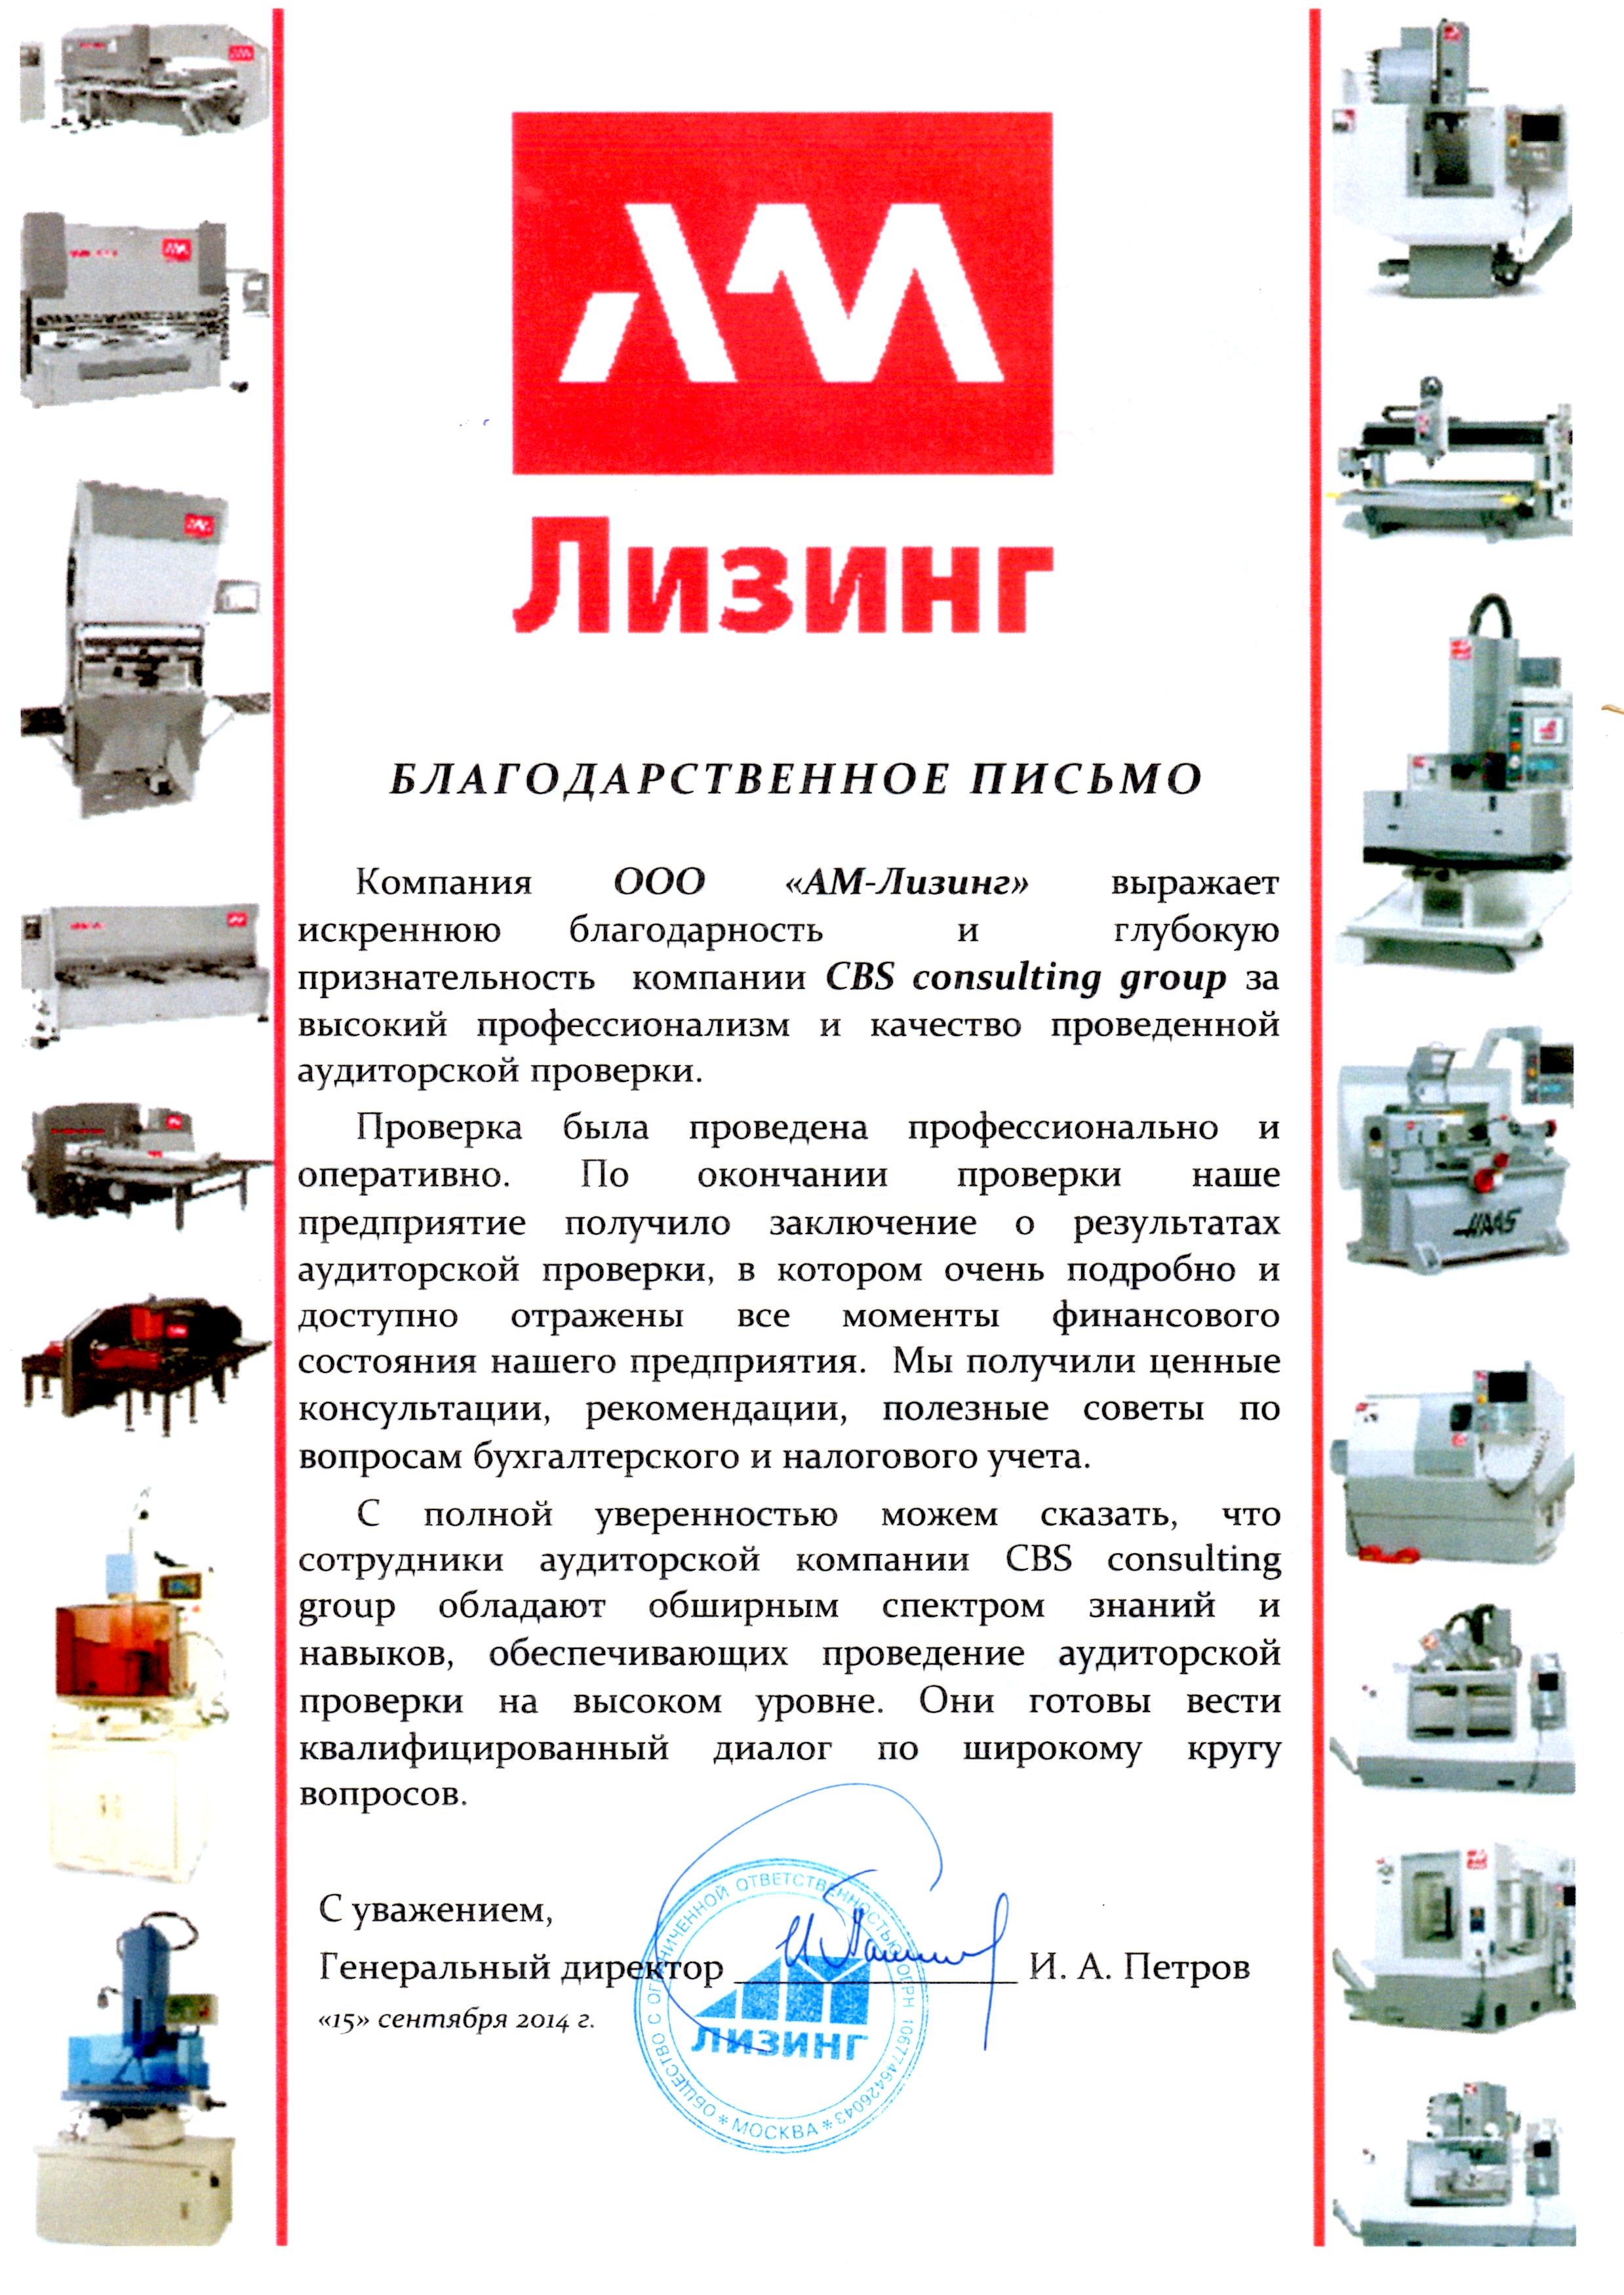 АМ
Лизинг
БЛАГОДАРСТВЕННОЕ ПИСЬМО
Компания ООО «АМ-Лизинг» выражает
искреннюю благодарность и глубокую
признательность компании CBS consulting group за
высокий профессионализм и качество проведенной
аудиторской проверки.
Проверка была проведена профессионально и
оперативно. По окончании проверки наше
предприятие получило заключение о результатах
аудиторской проверки, в котором очень подробно и
доступно отражены все моменты финансового
состояния нашего предприятия. Мы получили ценные
консультации, рекомендации, полезные советы по
вопросам бухгалтерского и налогового учета.
С полной уверенностью можем сказать, что
сотрудники аудиторской компании CBS consulting
group обладают обширным спектром знаний и
навыков, обеспечивающих проведение аудиторской
проверки на высоком уровне. Они готовы вести
квалифицированный диалог по широкому кругу
вопросов.
С уважением,
Генеральный директор И. А. Петров
«15» сентября 2014 г.
ОБЩЕСТВО С ОГРАНИЧЕННОЙ ОТВЕТСТВЕННОСТЬЮ ОГРН 1067746426043
* МОСКВА *
ЛИЗИНГ
HAAS